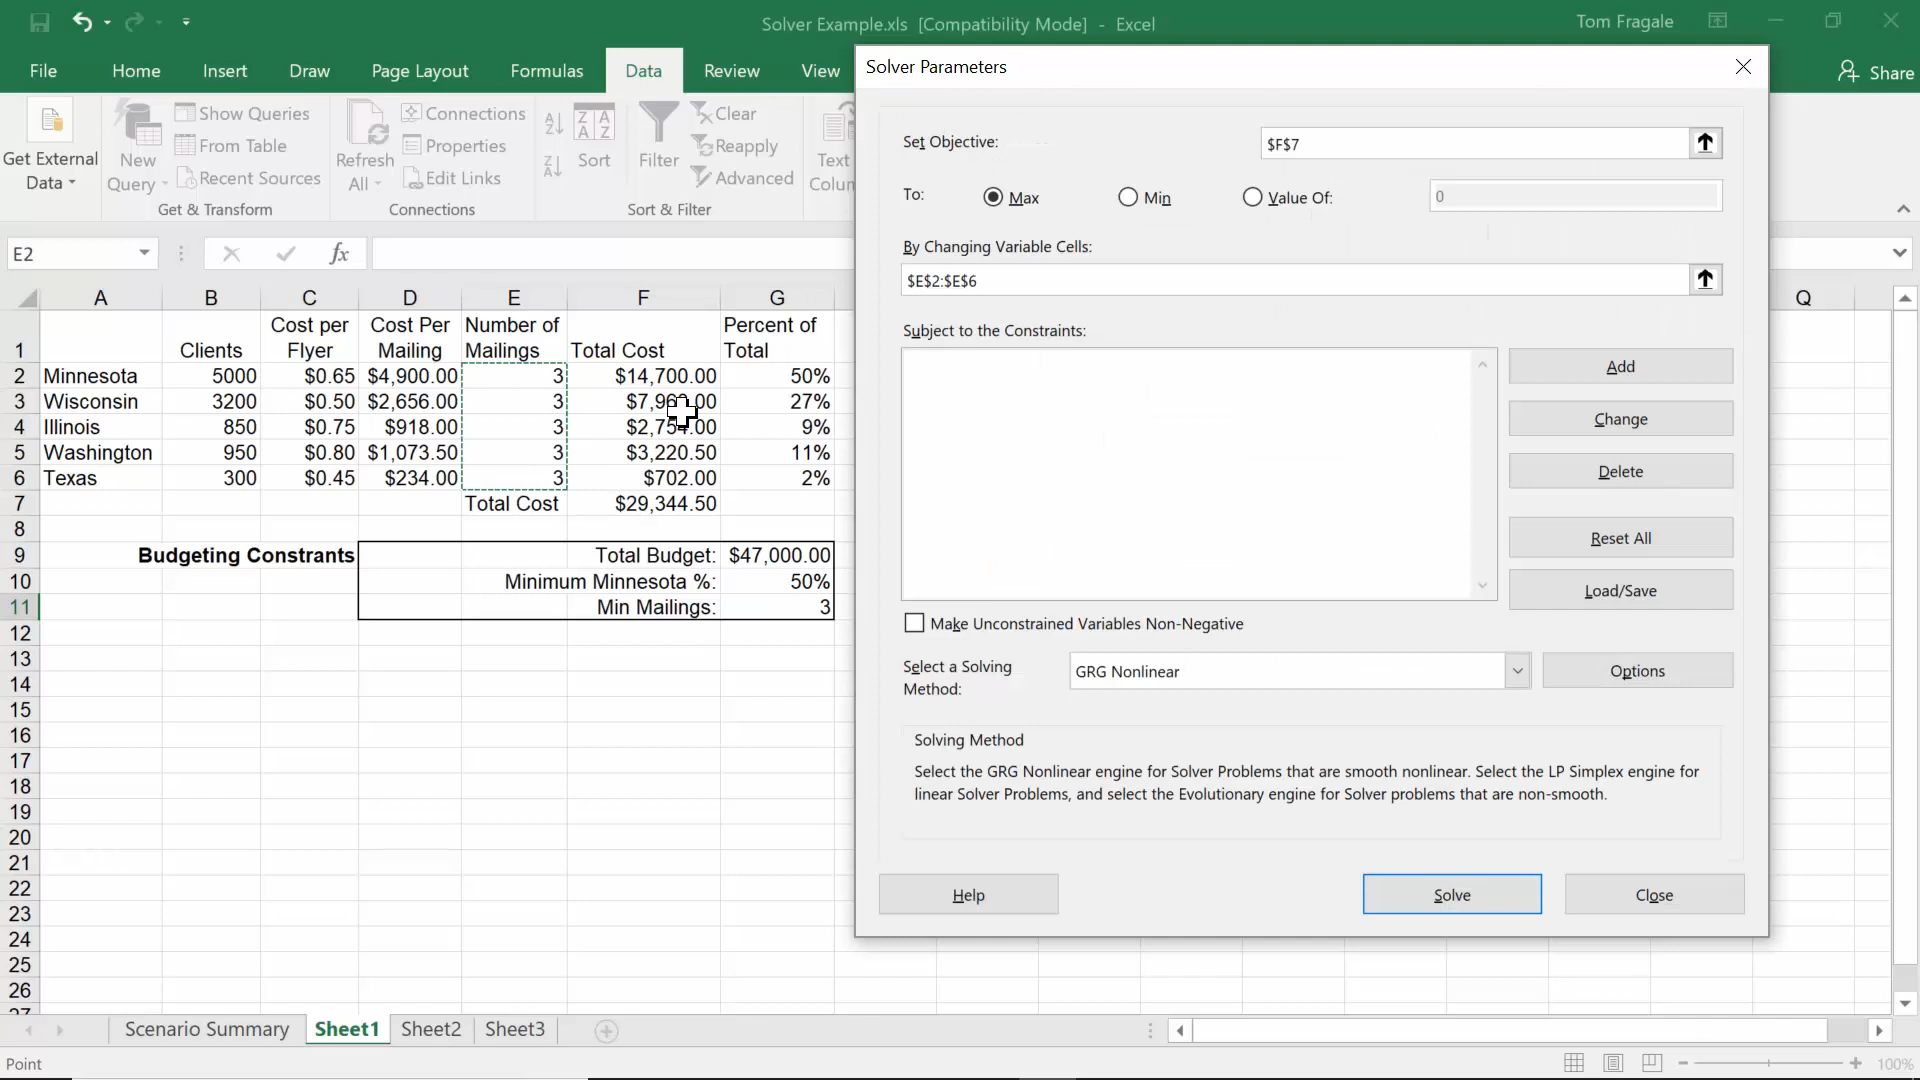 Solver Example.xls [Compatibility Mode] - Excel
Tom Fragale
File Home Insert Draw Page Layout Formulas Data Review View
Share
Get External Data
New Query
Show Queries
From Table
Recent Sources
Get & Transform
Refresh All
Connections
Properties
Edit Links
Connections
Sort
Filter
Clear
Reapply
Advanced
Sort & Filter
Text
Colum
E2
fx
A B C D E F G Q
1 Clients Cost per Flyer Cost Per Mailing Number of Mailings Total Cost Percent of Total
2 Minnesota 5000 $0.65 $4,900.00 3 $14,700.00 50%
3 Wisconsin 3200 $0.50 $2,656.00 3 27%
4 Illinois 850 $0.75 $918.00 3 $2,754.00 9%
5 Washington 950 $0.80 $1,073.50 3 $3,220.50 11%
6 Texas 300 $0.45 $234.00 3 $702.00 2%
7 Total Cost $29,344.50
8
9 Budgeting Constrants Total Budget: $47,000.00
10 Minimum Minnesota %: 50%
11 Min Mailings: 3
12
13
14
15
16
17
18
19
20
21
22
23
24
25
26
Solver Parameters
Set Objective: $F$7
To: Max Min Value Of: 0
By Changing Variable Cells:
$E$2:$E$6
Subject to the Constraints:
Add
Change
Delete
Reset All
Load/Save
Make Unconstrained Variables Non-Negative
Select a Solving Method: GRG Nonlinear Options
Solving Method
Select the GRG Nonlinear engine for Solver Problems that are smooth nonlinear. Select the LP Simplex engine for
linear Solver Problems, and select the Evolutionary engine for Solver problems that are non-smooth.
Help Solve Close
Scenario Summary Sheet1 Sheet2 Sheet3
Point
100%